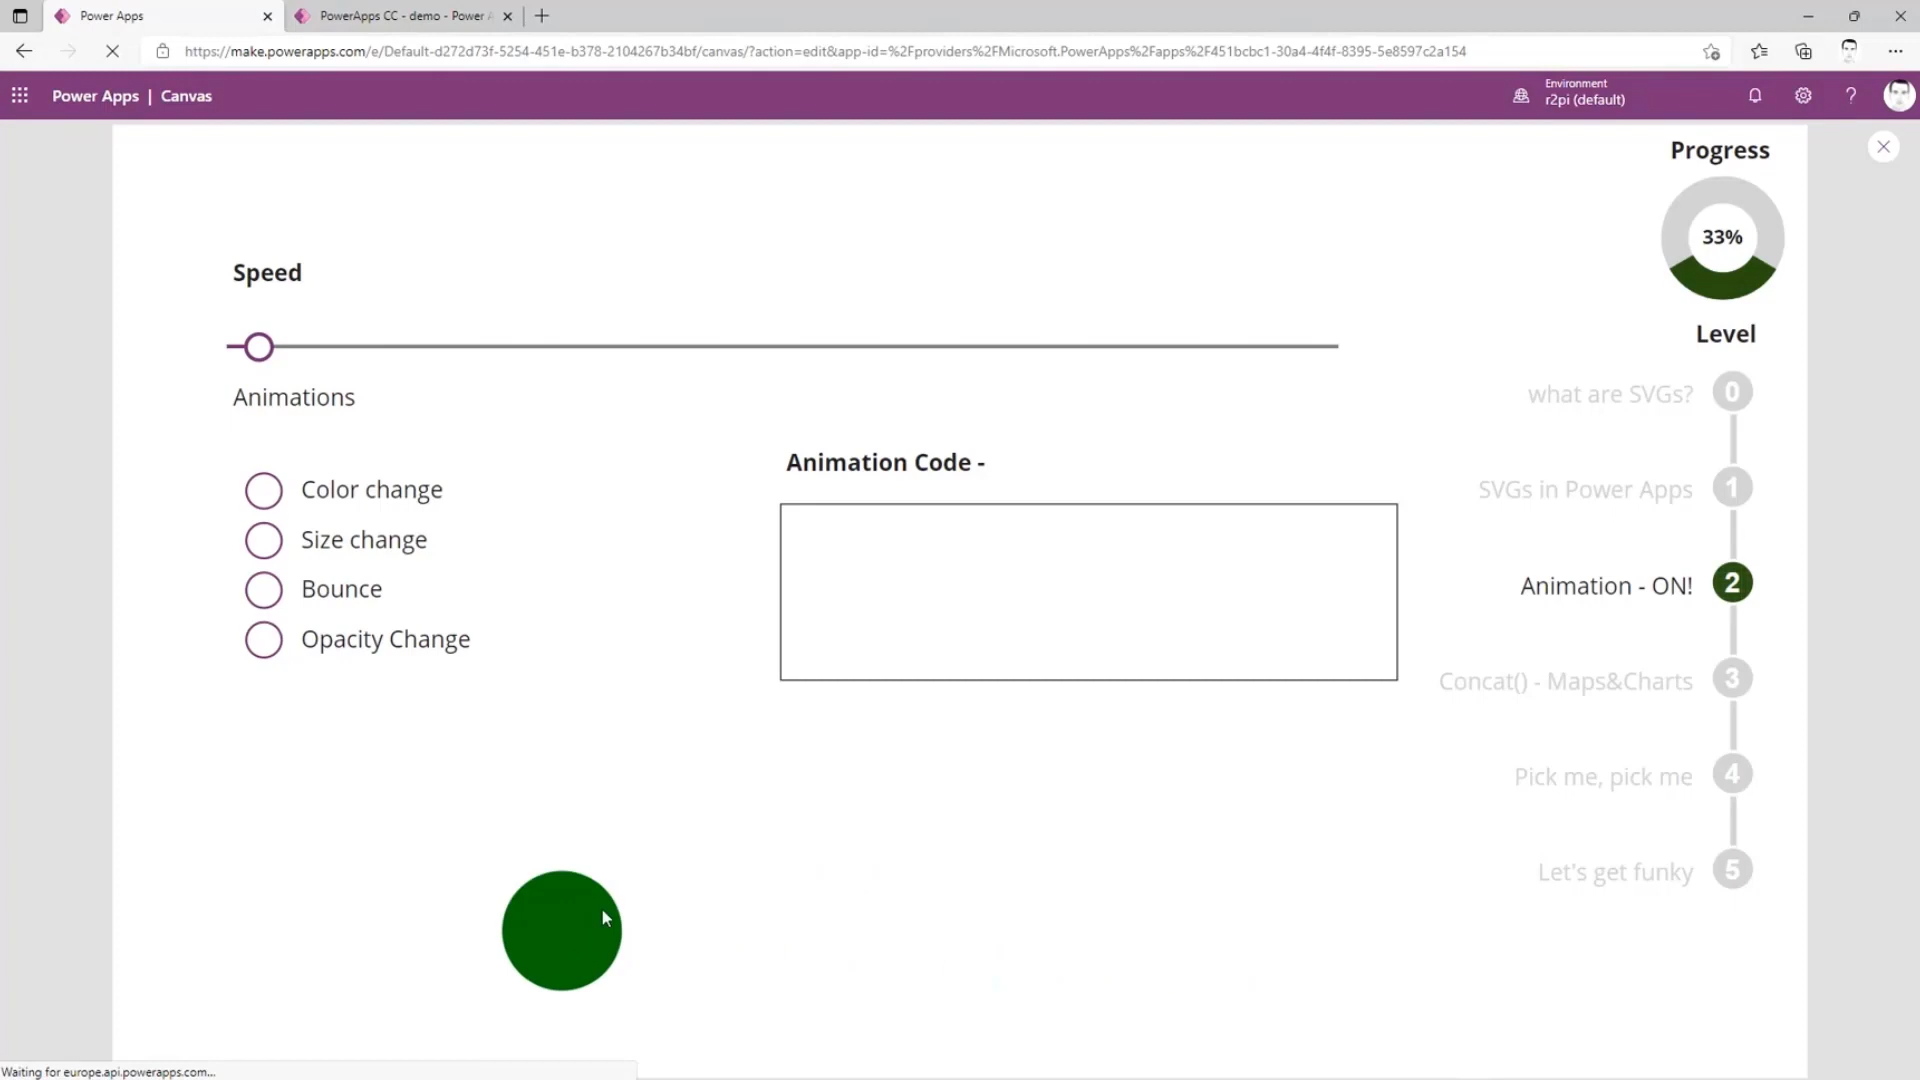 Power Apps
PowerApps CC - demo - Power A
https://make.powerapps.com/e/Default-d272d73f-5254-451e-b378-2104267b34bf/canvas/?action=edit&app-id=%2Fproviders%2FMicrosoft.PowerApps%2Fapps%2F451bcbc1-30a4-4f4f-8395-5e8597c2a154
Power Apps | Canvas
Environment
r2pi (default)
?
Progress
33%
Speed
Level
Animations
what are SVGs? 0
Animation Code -
Color change
SVGs in Power Apps 1
Size change
Bounce
Animation - ON! 2
Opacity Change
Concat() - Maps&Charts 3
Pick me, pick me 4
Let's get funky 5
Waiting for europe.api.powerapps.com...